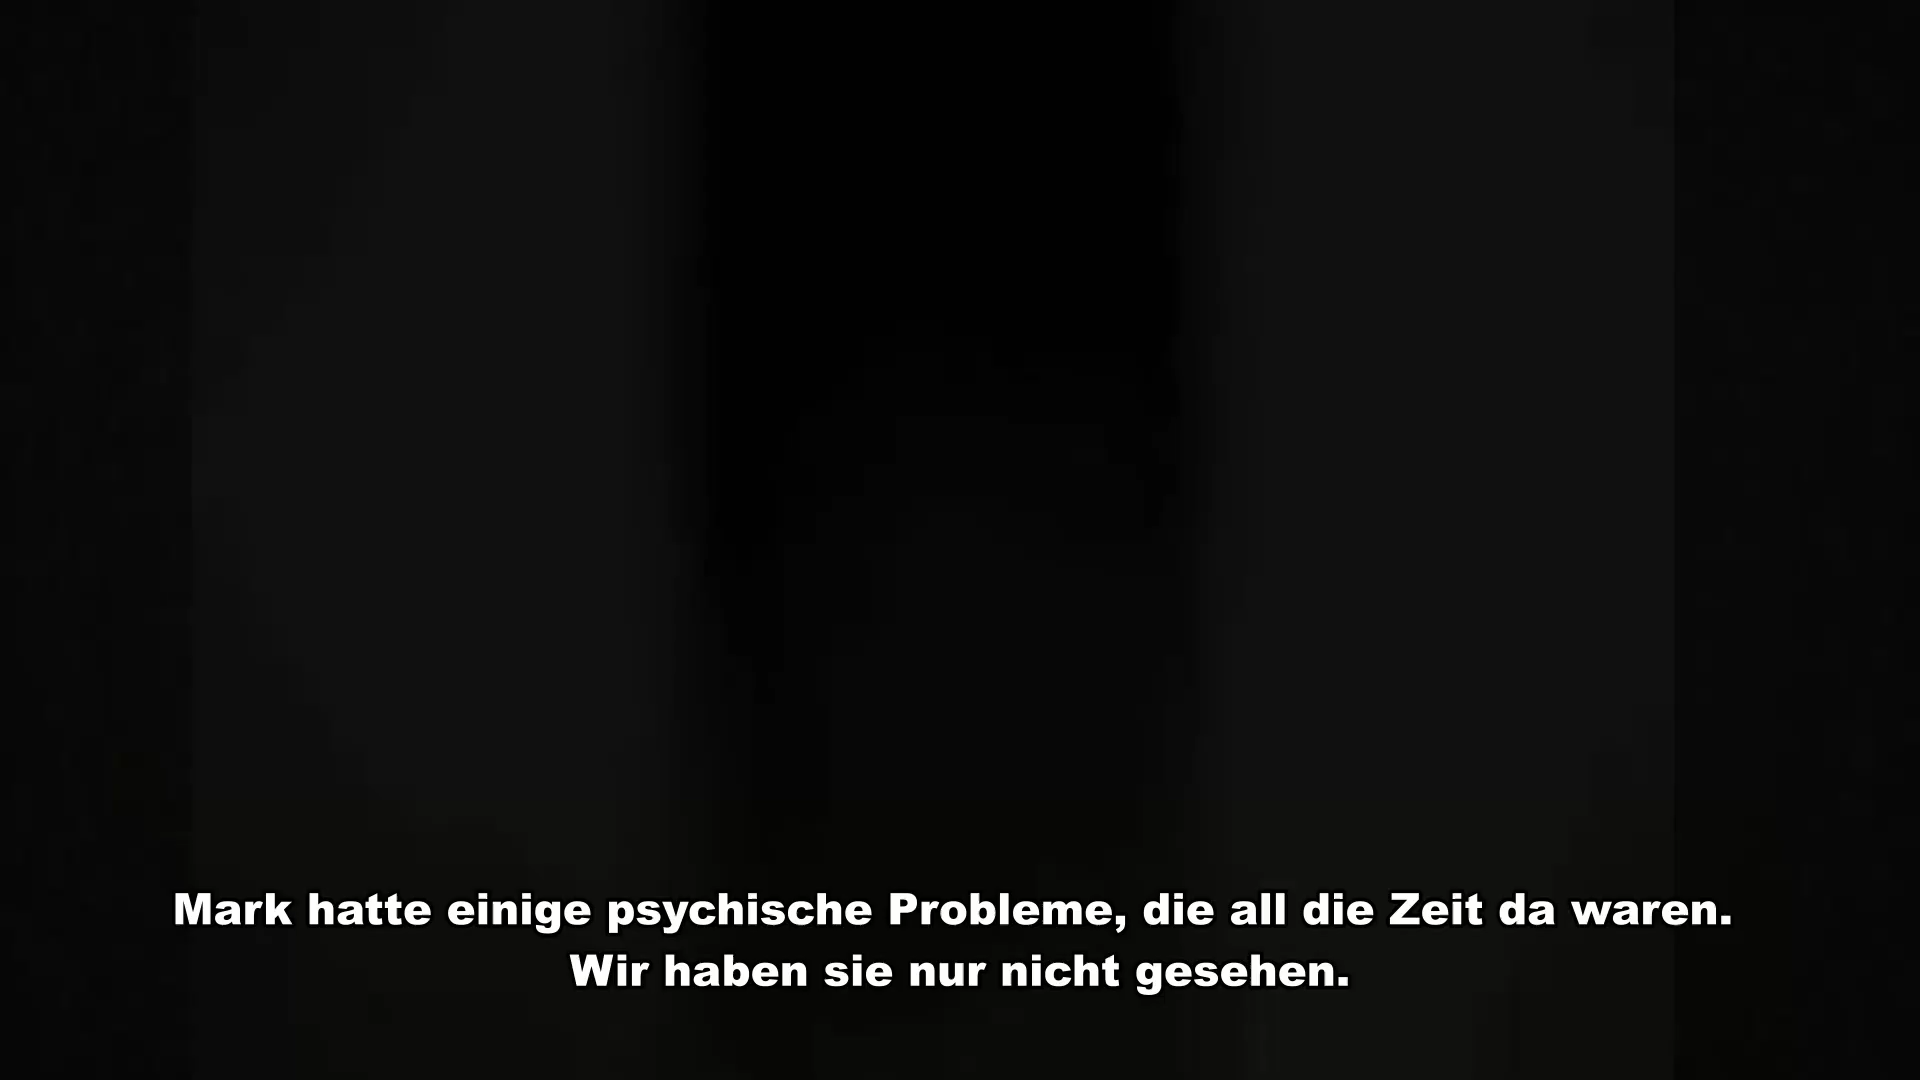 Mark hatte einige psychische Probleme, die all die Zeit da waren.
Wir haben sie nur nicht gesehen.